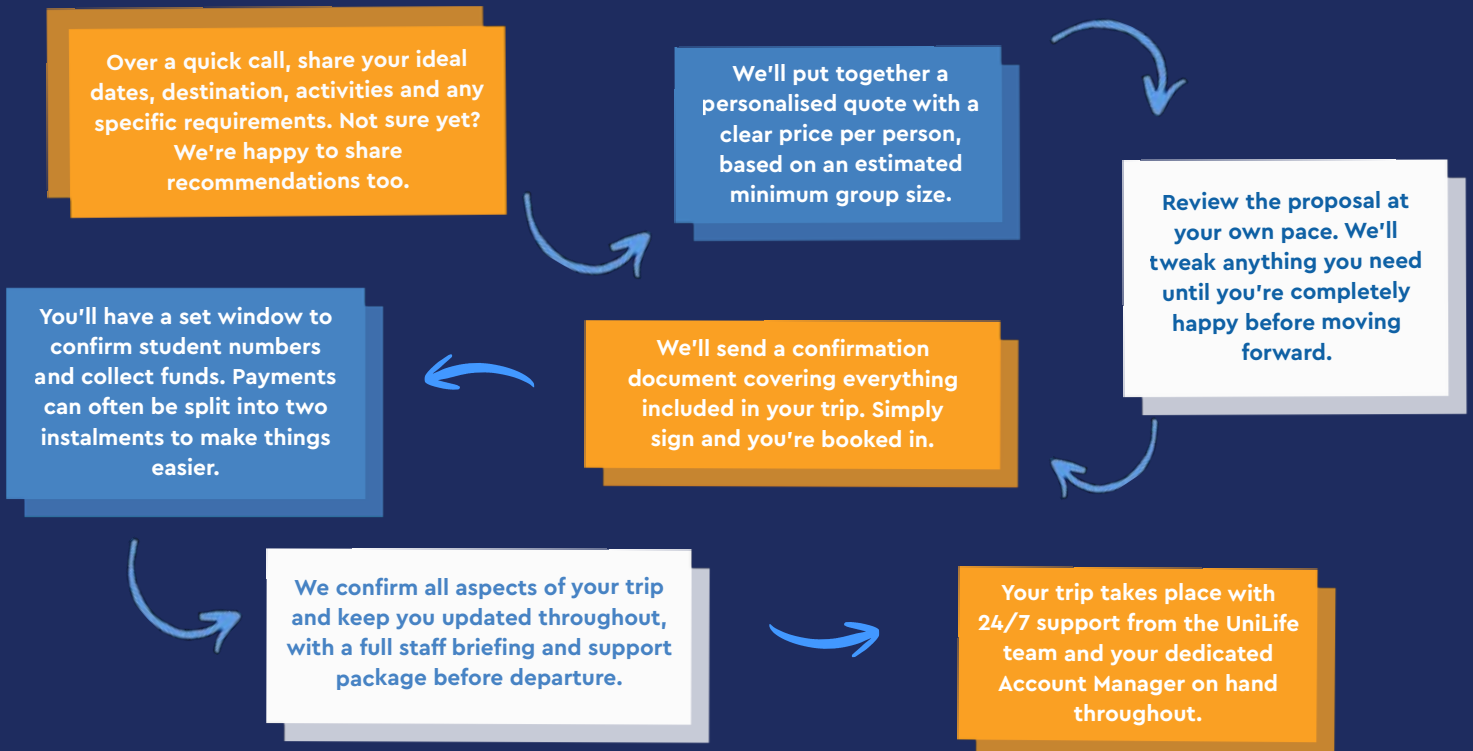 Over a quick call, share your ideal
dates, destination, activities and any
specific requirements. Not sure yet?
We're happy to share
recommendations too.
We'll put together a
personalised quote with a
clear price per person,
based on an estimated
minimum group size.
Review the proposal at
your own pace. We'll
tweak anything you need
until you're completely
happy before moving
forward.
We'll send a confirmation
document covering everything
included in your trip. Simply
sign and you're booked in.
You'll have a set window to
confirm student numbers
and collect funds. Payments
can often be split into two
instalments to make things
easier.
We confirm all aspects of your trip
and keep you updated throughout,
with a full staff briefing and support
package before departure.
Your trip takes place with
24/7 support from the UniLife
team and your dedicated
Account Manager on hand
throughout.